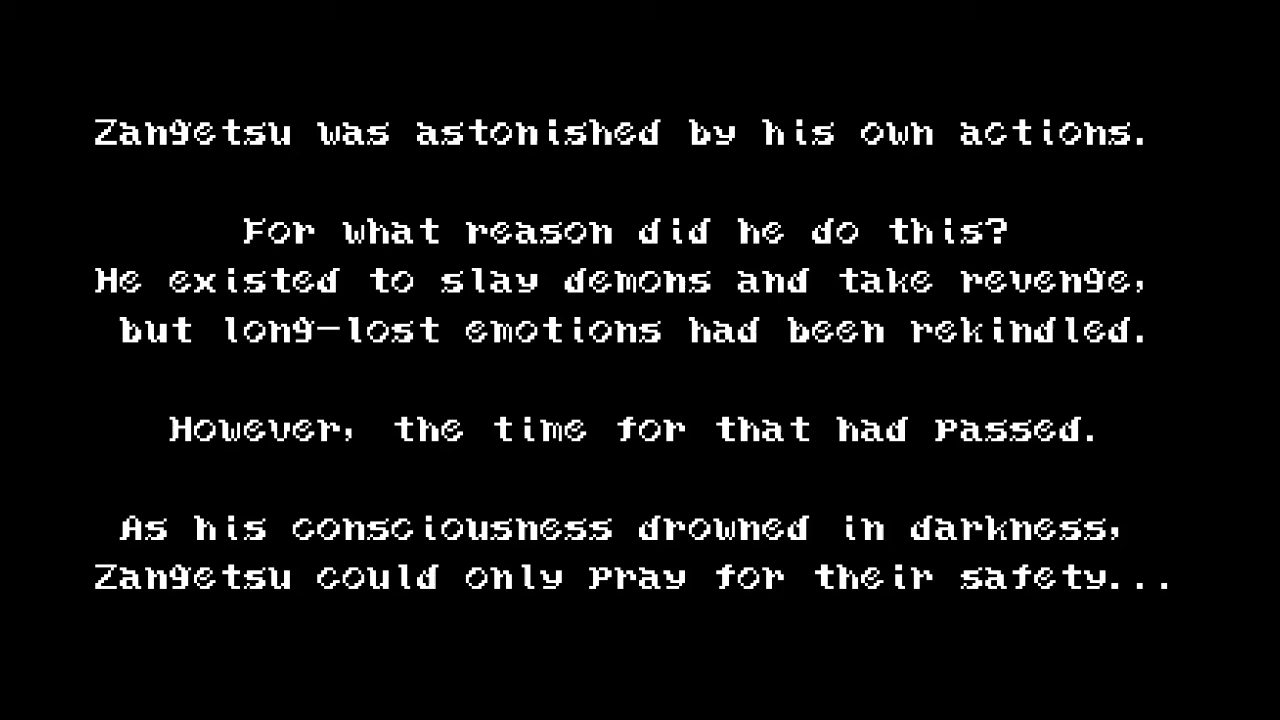 Zangetsu was astonished by his own actions.
For what reason did he do this?
He existed to slay demons and take revenge,
but long-lost emotions had been rekindled.
However, the time for that had passed.
As his consciousness drowned in darkness,
Zangetsu could only pray for their safety...